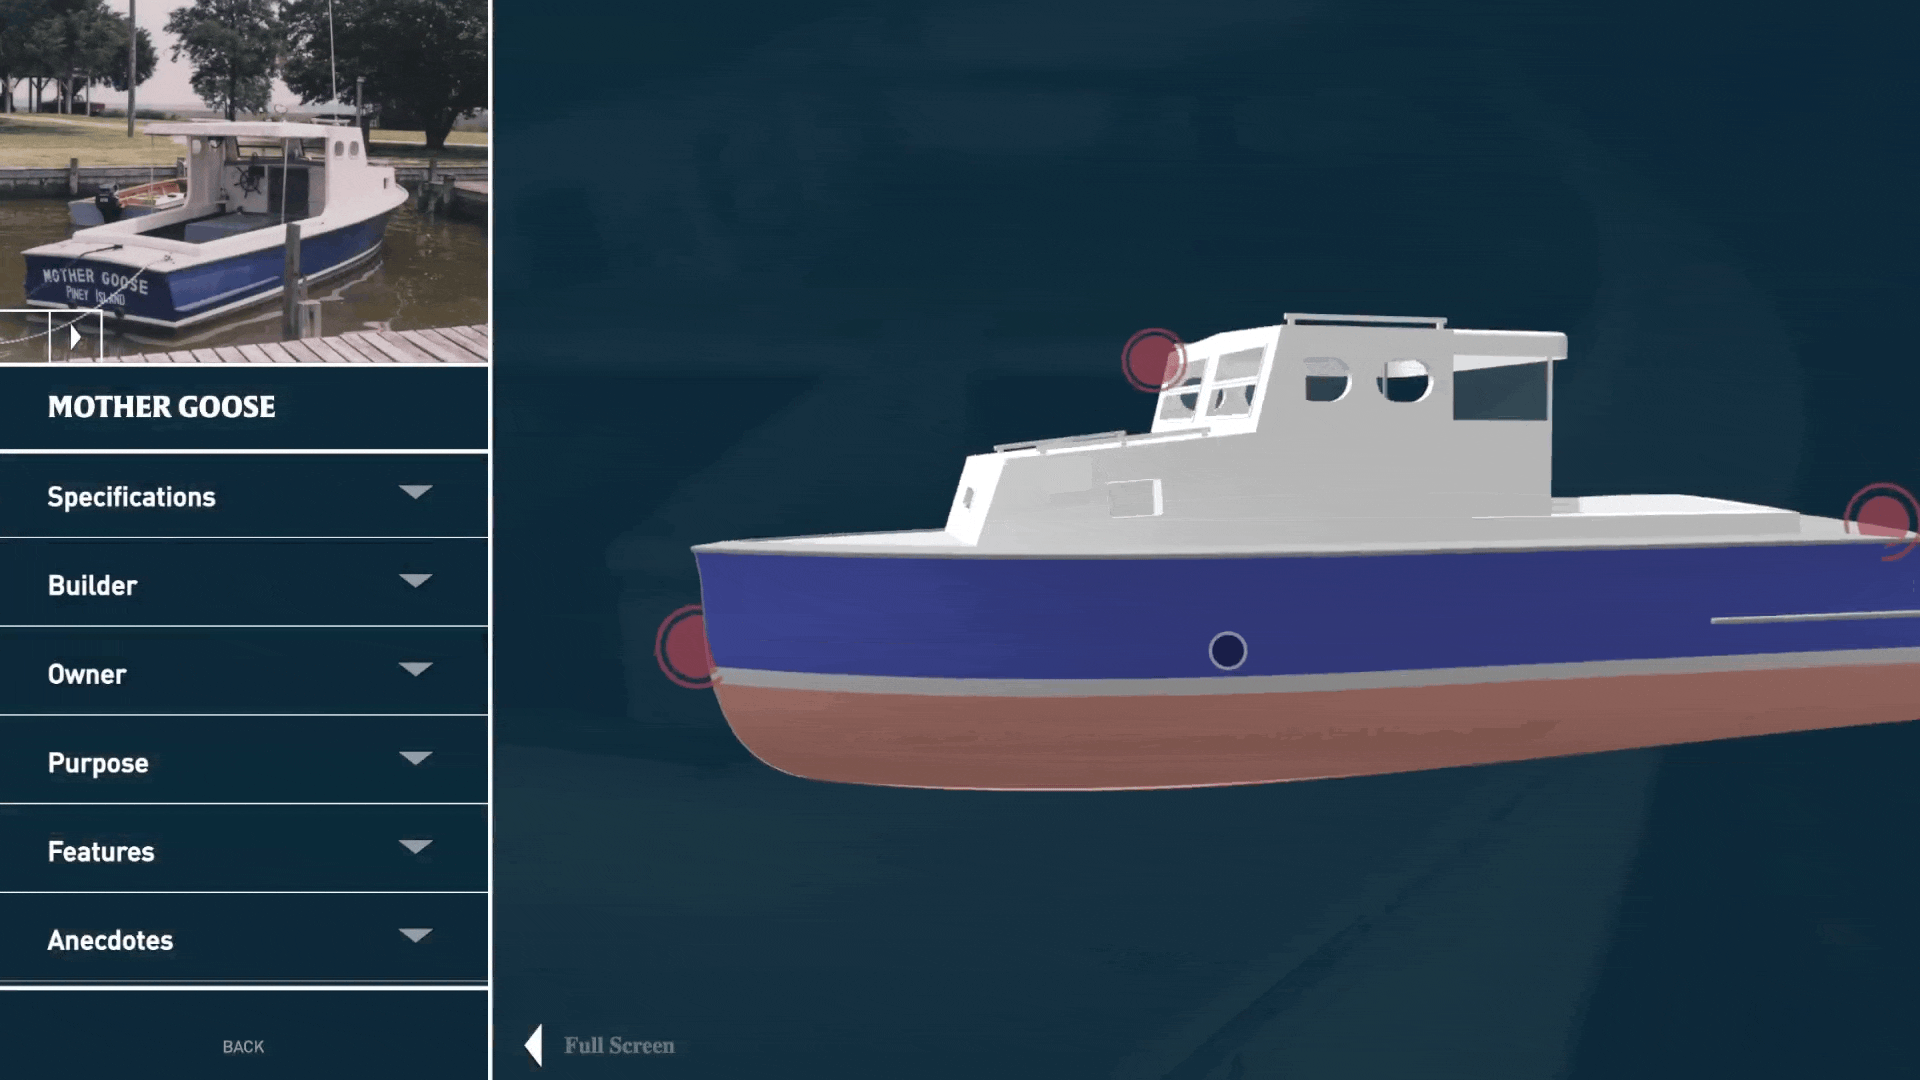 MOTHER GOOSE
PINEY ISLAND
MOTHER GOOSE
Specifications
Builder
Owner
Purpose
Features
Anecdotes
BACK
Full Screen